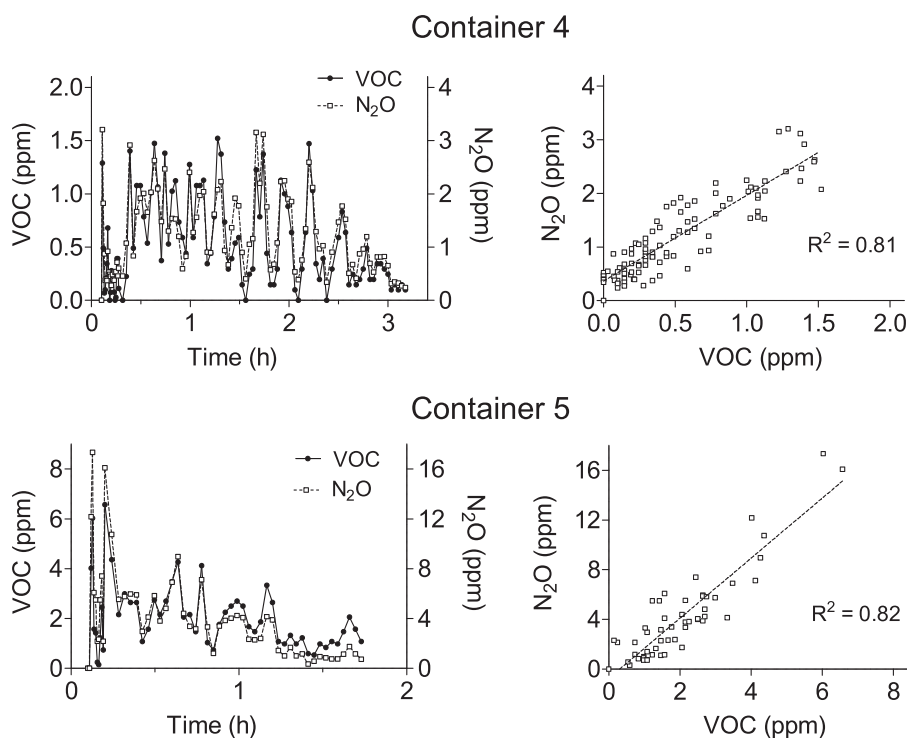 Container 4
VOC
N₂O
2.0
1.5
1.0
0.5
0.0
VOC (ppm)
4
3
2
1
0
N₂O (ppm)
0
1
2
3
Time (h)
4
3
2
1
0
N₂O (ppm)
R² = 0.81
0.0
0.5
1.0
1.5
2.0
VOC (ppm)
Container 5
VOC
N₂O
8
6
4
2
0
VOC (ppm)
16
12
8
4
0
N₂O (ppm)
0
1
2
Time (h)
16
12
8
4
0
N₂O (ppm)
R² = 0.82
0
2
4
6
8
VOC (ppm)